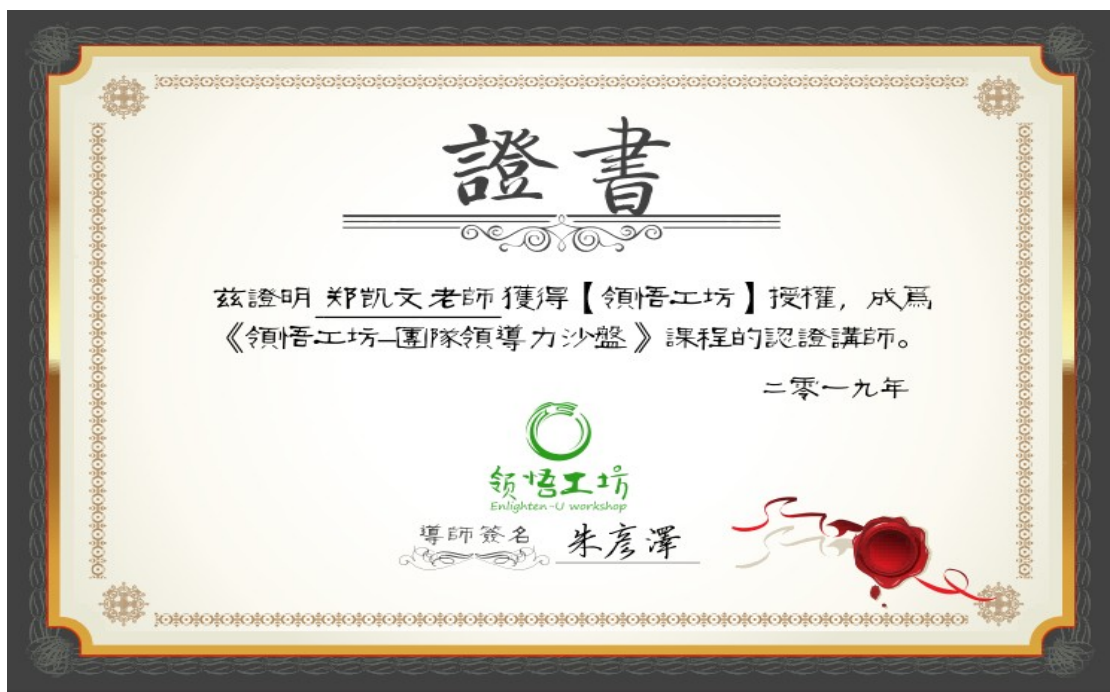 證書
兹證明 郑凯文老師 獲得【領悟工坊】授權，成爲
《領悟工坊—團隊領導力沙盤》課程的認證講師。
二零一九年
领悟工坊
Enlighten-U workshop
導師簽名 朱彦澤